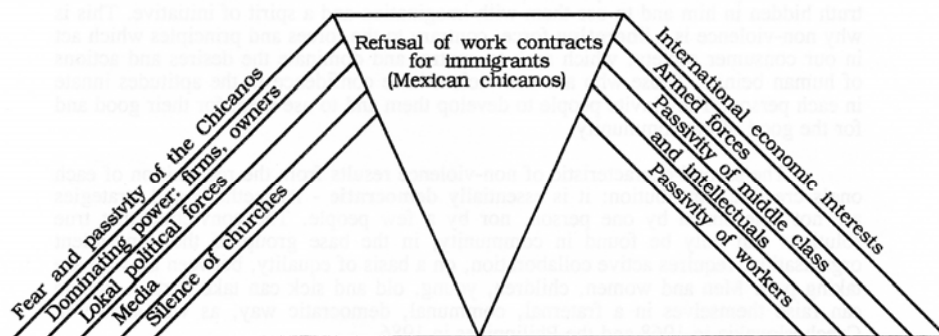 Refusal of work contracts
for immigrants
(Mexican chicanos)
Fear and passivity of the Chicanos
Dominating power: firms, owners
Lokal political forces
Media
Silence of churches
International economic interests
Armed forces
Passivity of middle class
and intellectuals
Passivity of workers